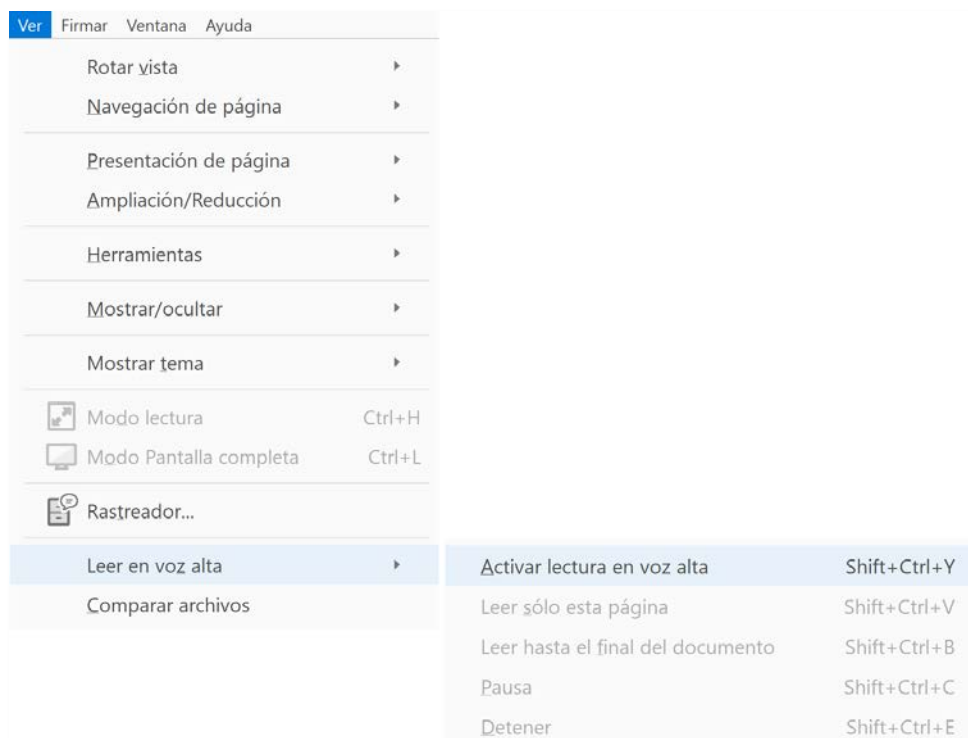 Ver Firmar Ventana Ayuda
Rotar vista
Navegación de página
Presentación de página
Ampliación/Reducción
Herramientas
Mostrar/ocultar
Mostrar tema
Modo lectura Ctrl+H
Modo Pantalla completa Ctrl+L
Rastreador...
Leer en voz alta
Comparar archivos
Activar lectura en voz alta Shift+Ctrl+Y
Leer sólo esta página Shift+Ctrl+V
Leer hasta el final del documento Shift+Ctrl+B
Pausa Shift+Ctrl+C
Detener Shift+Ctrl+E